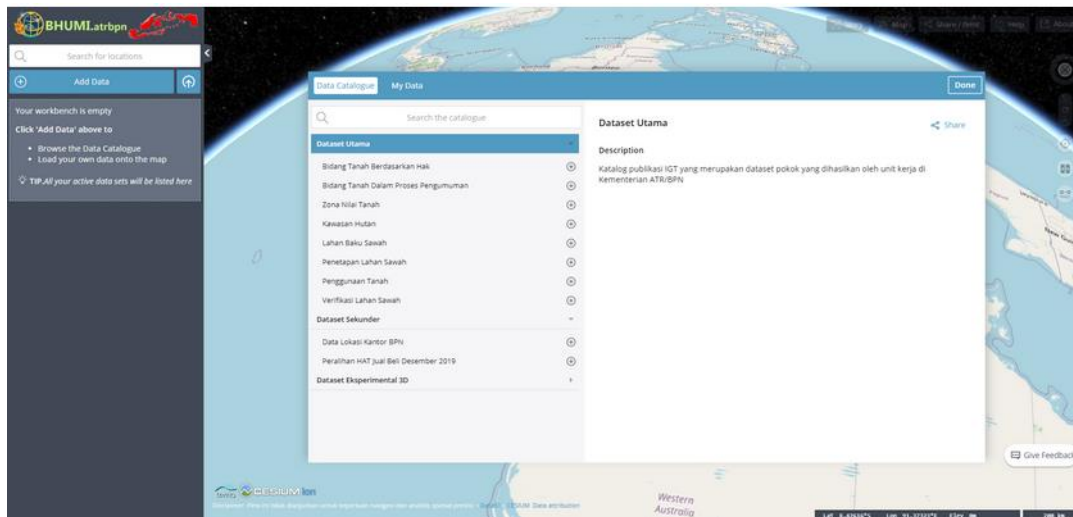 BHUMI.atrbpn
Search for locations
Add Data
Your workbench is empty
Click 'Add Data' above to
Browse the Data Catalogue
Load your own data onto the map
TIP.All your active data sets will be listed here
Share / Print
Help
About
Data Catalogue My Data Done
Search the catalogue
Dataset Utama
Bidang Tanah Berdasarkan Hak
Bidang Tanah Dalam Proses Pengumuman
Zona Nilai Tanah
Kawasan Hutan
Lahan Baku Sawah
Penetapan Lahan Sawah
Penggunaan Tanah
Verifikasi Lahan Sawah
Dataset Sekunder
Data Lokasi Kantor BPN
Peralihan HAT Jual Beli Desember 2019
Dataset Eksperimental 3D
Dataset Utama
Share
Description
Katalog publikasi IGT yang merupakan dataset pokok yang dihasilkan oleh unit kerja di
Kementerian ATR/BPN
Give Feedback
CESIUM ion
Data attribution
Western
Australia